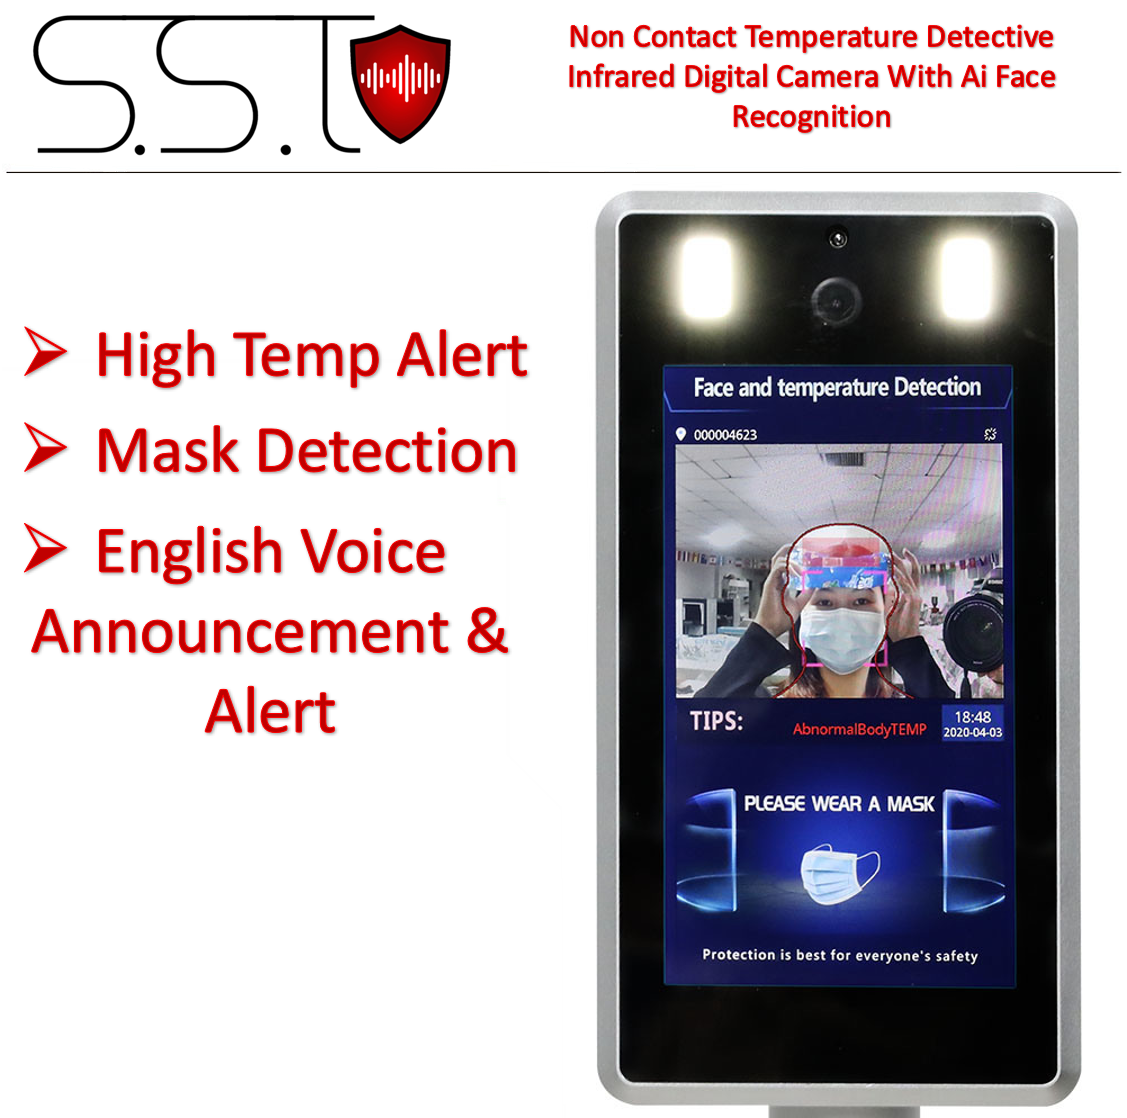 S.S.T
Non Contact Temperature Detective
Infrared Digital Camera With Ai Face
Recognition
High Temp Alert
Mask Detection
English Voice
Announcement &
Alert
Face and temperature Detection
000004623
TIPS:
AbnormalBodyTEMP
18:48
2020-04-03
PLEASE WEAR A MASK
Protection is best for everyone's safety